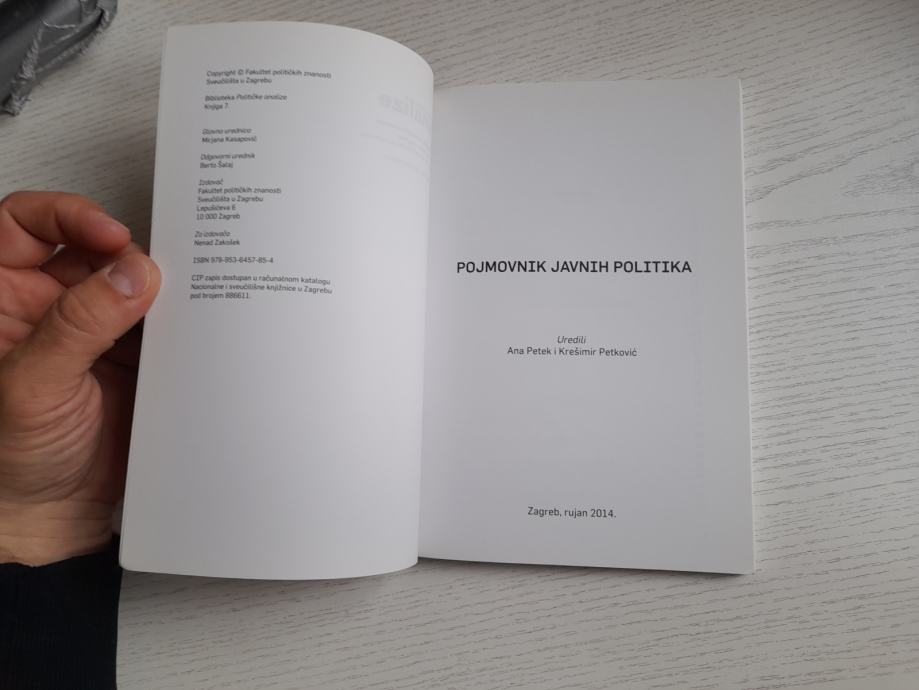 Copyright © Fakultet političkih znanosti
Sveučilišta u Zagrebu
Biblioteka Političke analize
Knjiga 7.
Glavna urednica
Mirjana Kasapović
Odgovorni urednik
Berto Šalaj
Izdavač
Fakultet političkih znanosti
Sveučilišta u Zagrebu
Lepušićeva 6
10 000 Zagreb
Za izdavača
Nenad Zakošek
ISBN 978-953-6457-85-4
CIP zapis dostupan u računalnom katalogu
Nacionalne i sveučilišne knjižnice u Zagrebu
pod brojem 886611.
POJMOVNIK JAVNIH POLITIKA
Uredili
Ana Petek i Krešimir Petković
Zagreb, rujan 2014.